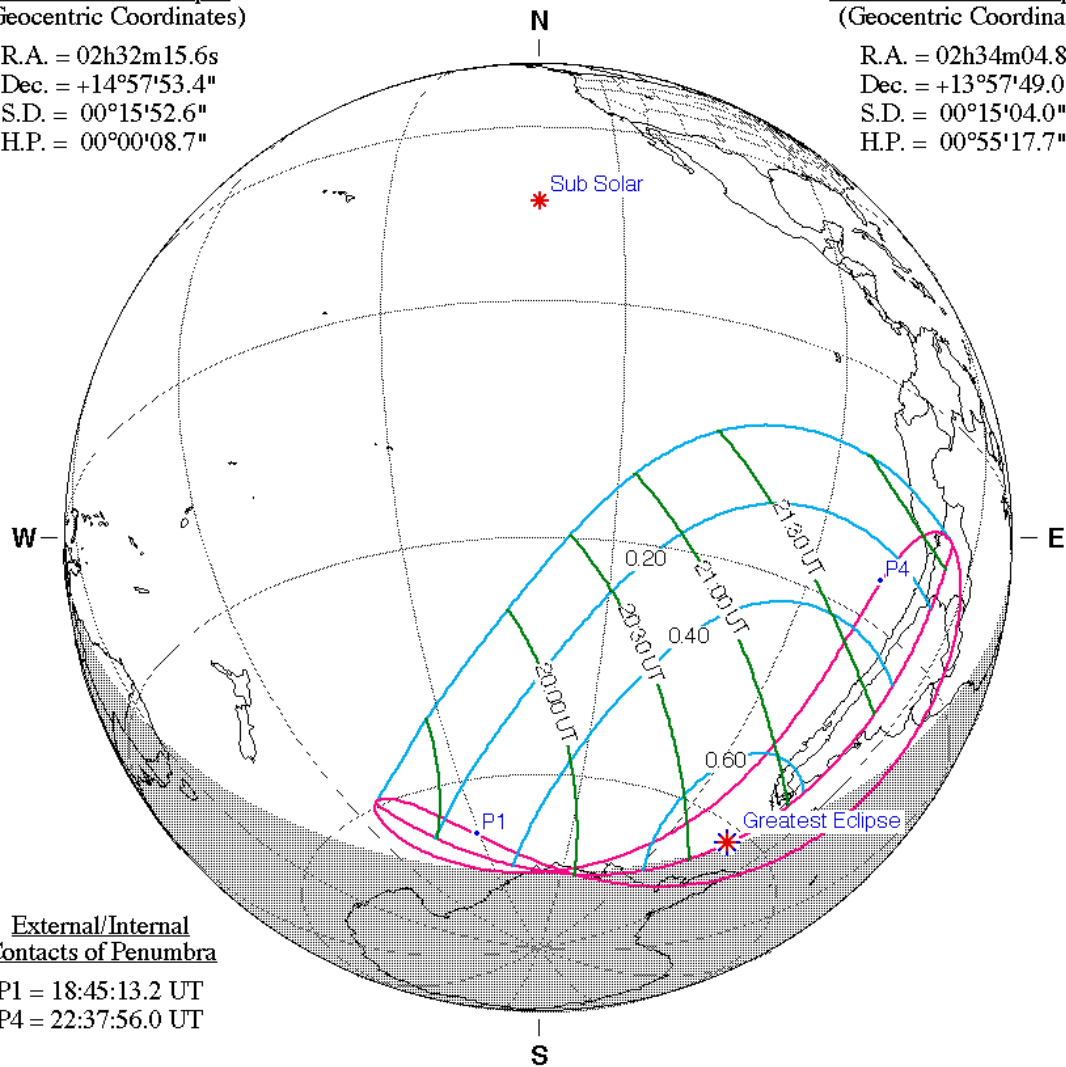 N
Geocentric Coordinates)
R.A. = 02h32m15.6s
Dec. = +14°57'53.4"
S.D. = 00°15'52.6"
H.P. = 00°00'08.7"
(Geocentric Coordina
R.A. = 02h34m04.8
Dec. = +13°57'49.0
S.D. = 00°15'04.0"
H.P. = 00°55'17.7"
Sub Solar
W
E
21:30 UT
P4
0.20
21:00 UT
20:30 UT
0.40
20:00 UT
0.60
P1
Greatest Eclipse
External/Internal
Contacts of Penumbra
P1 = 18:45:13.2 UT
P4 = 22:37:56.0 UT
S